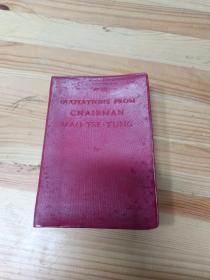 QUOTATIONS FROM
CHAIRMAN
MAO TSE-TUNG